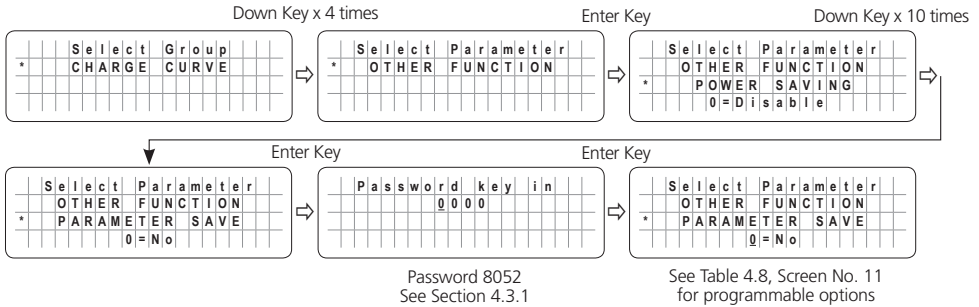 Down Key x 4 times
Enter Key
Down Key x 10 times
Select Group
* CHARGE CURVE
Select Parameter
* OTHER FUNCTION
Select Parameter
OTHER FUNCTION
* POWER SAVING
0=Disable
Enter Key
Enter Key
Select Parameter
OTHER FUNCTION
* PARAMETER SAVE
0=No
Password key in
0000
Select Parameter
OTHER FUNCTION
* PARAMETER SAVE
0=No
Password 8052
See Section 4.3.1
See Table 4.8, Screen No. 11
for programmable options